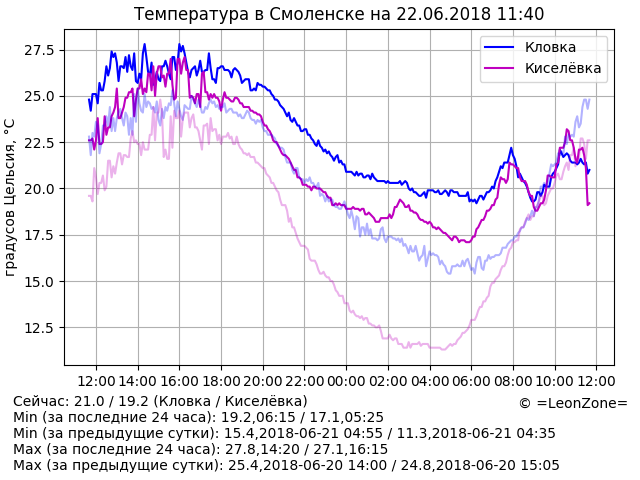 Температура в Смоленске на 22.06.2018 11:40
градусов Цельсия, °C
27.5
25.0
22.5
20.0
17.5
15.0
12.5
Кловка
Киселёвка
12:00 14:00 16:00 18:00 20:00 22:00 00:00 02:00 04:00 06:00 08:00 10:00 12:00
Сейчас: 21.0 / 19.2 (Кловка / Киселёвка)
© =LeonZone=
Min (за последние 24 часа): 19.2,06:15 / 17.1,05:25
Min (за предыдущие сутки): 15.4,2018-06-21 04:55 / 11.3,2018-06-21 04:35
Max (за последние 24 часа): 27.8,14:20 / 27.1,16:15
Max (за предыдущие сутки): 25.4,2018-06-20 14:00 / 24.8,2018-06-20 15:05